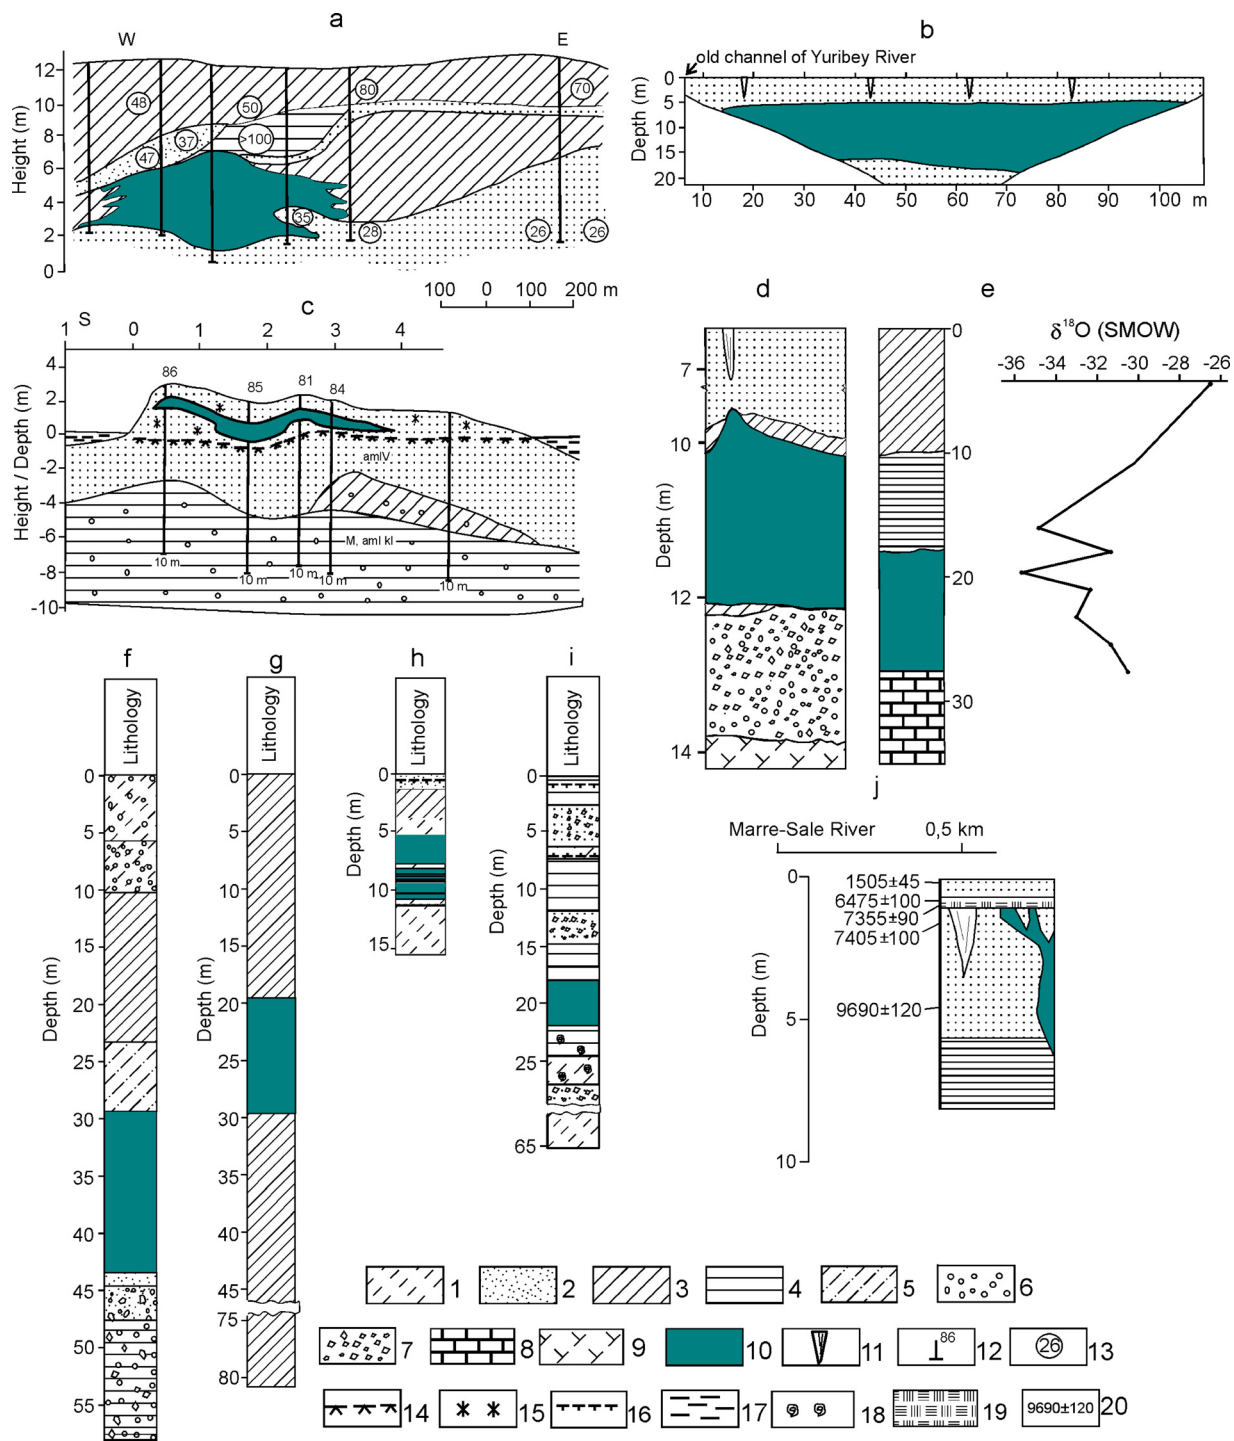 a
W
E
Height (m)
12
10
8
6
4
2
0
48
50
80
70
37
>100
47
35
28
26
26
100 0 100 200 m
b
old channel of Yuribey River
Depth (m)
0
5
10
15
20
10 20 30 40 50 60 70 80 90 100 m
c
S
1 0 1 2 3 4
Height / Depth (m)
4
2
0
-2
-4
-6
-8
-10
86
85
81
84
amIV
M, amI kl
10 m
10 m
10 m
10 m
10 m
d
Depth (m)
7
10
12
14
e
0
10
20
30
δ18O (SMOW)
-36 -34 -32 -30 -28 -26
f
Lithology
Depth (m)
0
5
10
15
20
25
30
35
40
45
50
55
g
Lithology
Depth (m)
0
5
10
15
20
25
30
35
40
45
75
80
h
Lithology
Depth (m)
0
5
10
15
i
Lithology
Depth (m)
0
5
10
15
20
25
65
j
Marre-Sale River 0,5 km
Depth (m)
0
5
10
1505±45
6475±100
7355±90
7405±100
9690±120
1 2 3 4 5 6
7 8 9 10 11 86 12 26 13
14 15 16 17 18 19 9690±120 20